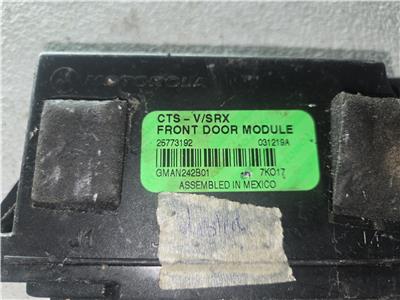 MOTOROLA
CTS - V/SRX
FRONT DOOR MODULE
25773192 031219A
GMAN242B01 7KO17
ASSEMBLED IN MEXICO